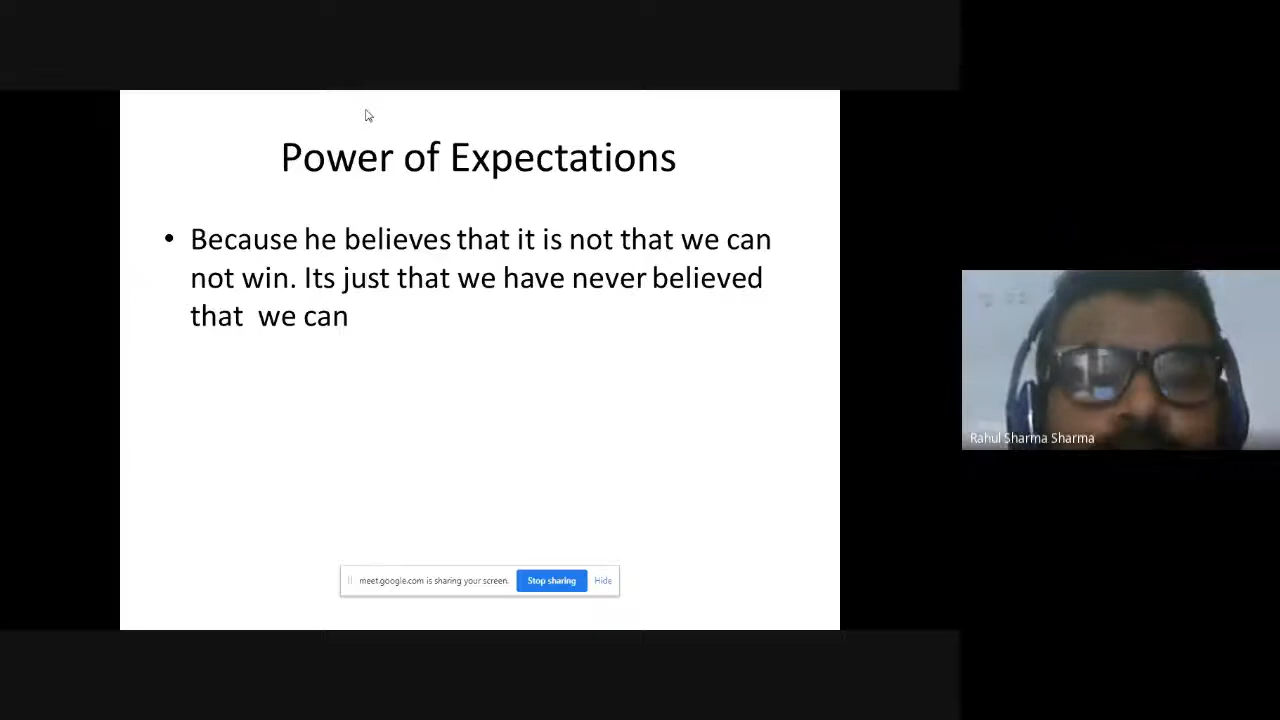 Power of Expectations
• Because he believes that it is not that we can
not win. Its just that we have never believed
that  we can
Rahul Sharma Sharma
meet.google.com is sharing your screen. Stop sharing Hide